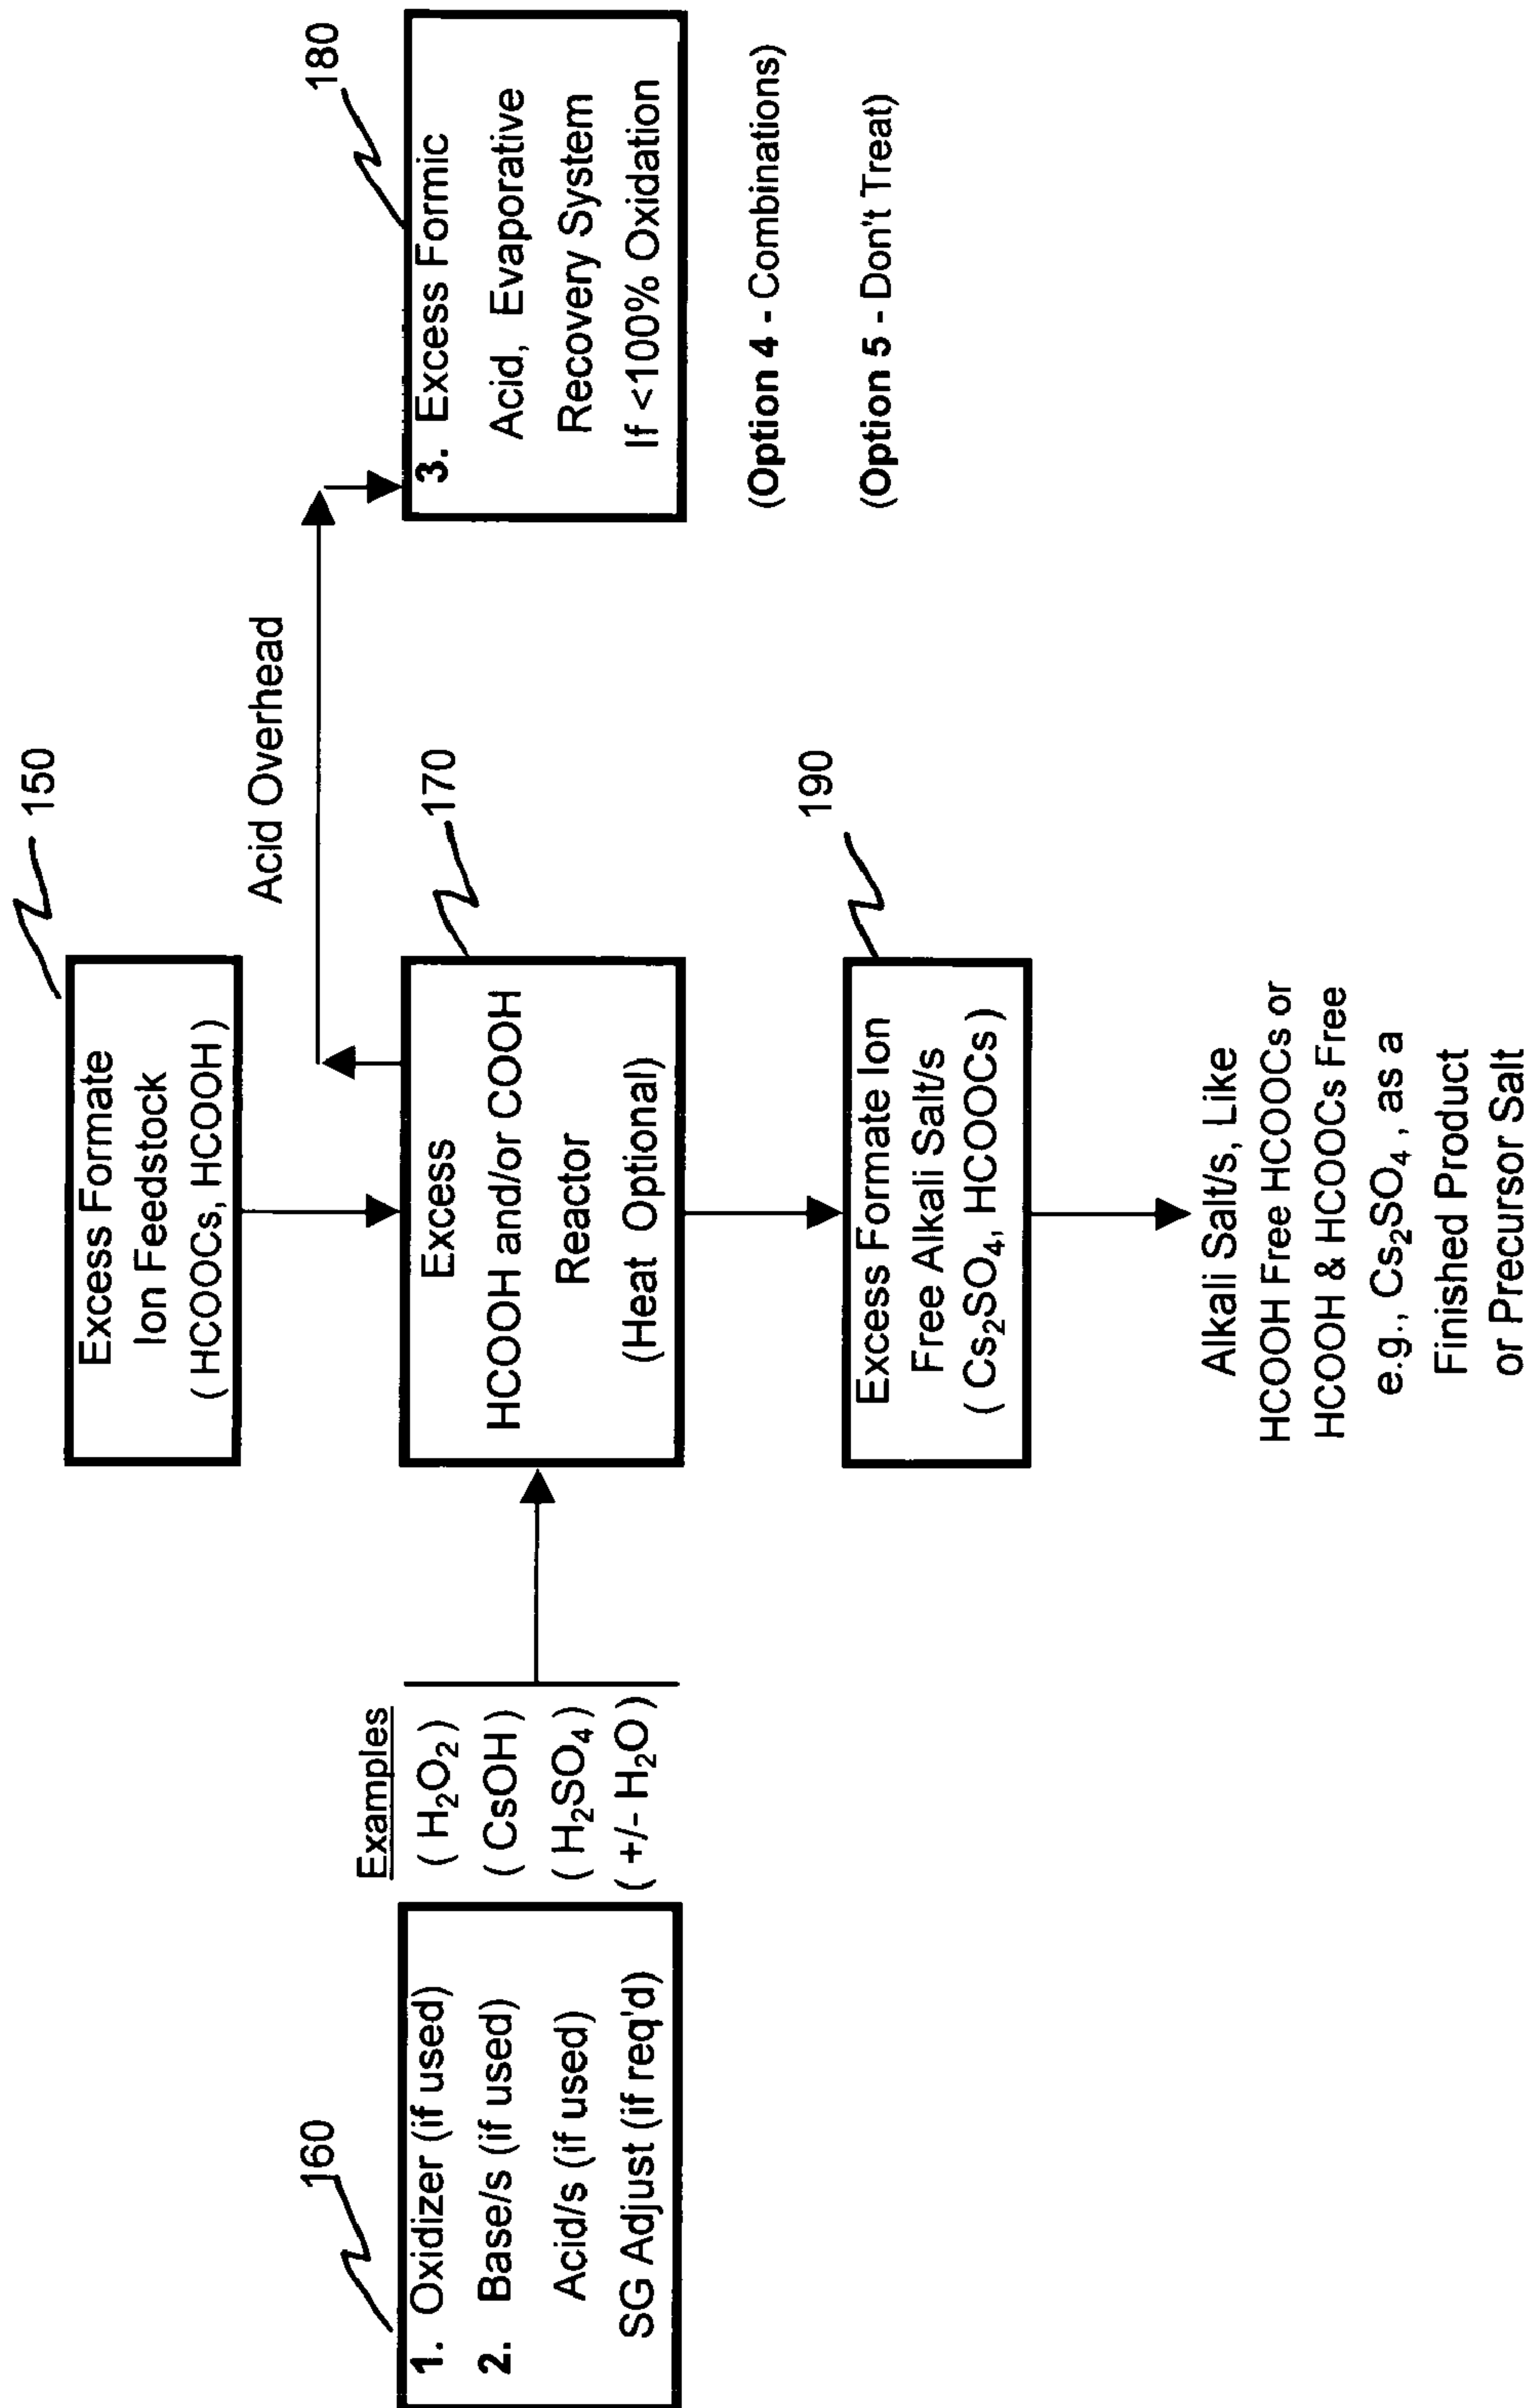 150
Excess Formate
Ion Feedstock
( HCOOCs, HCOOH )
Acid Overhead
160
1. Oxidizer (if used)
2. Base/s (if used)
Acid/s (if used)
SG Adjust (if req'd)
Examples
( H₂O₂ )
( CsOH )
( H₂SO₄ )
( +/- H₂O )
170
Excess
HCOOH and/or COOH
Reactor
(Heat Optional)
180
3. Excess Formic
Acid, Evaporative
Recovery System
If <100% Oxidation
(Option 4 - Combinations)
(Option 5 - Don't Treat)
190
Excess Formate Ion
Free Alkali Salt/s
( Cs₂SO₄, HCOOCs )
Alkali Salt/s, Like
HCOOH Free HCOOCs or
HCOOH & HCOOCs Free
e.g., Cs₂SO₄ , as a
Finished Product
or Precursor Salt